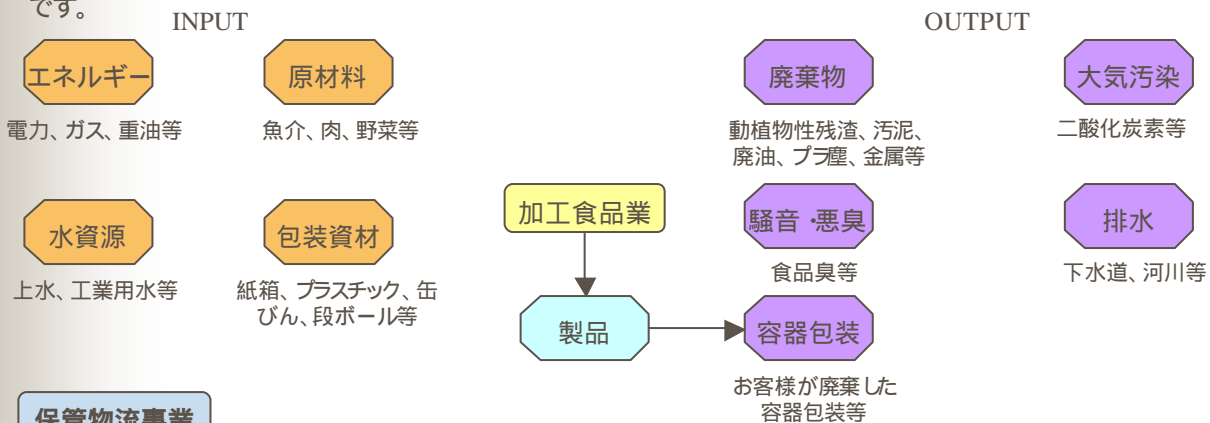 です。
INPUT
OUTPUT
エネルギー
原材料
廃棄物
大気汚染
電力、ガス、重油等
魚介、肉、野菜等
動植物性残渣、汚泥、
廃油、プラ塵、金属等
二酸化炭素等
水資源
包装資材
加工食品業
騒音・悪臭
排水
上水、工業用水等
紙箱、プラスチック、缶
びん、段ボール等
食品臭等
下水道、河川等
製品
容器包装
お客様が廃棄した
容器包装等
保管物流事業